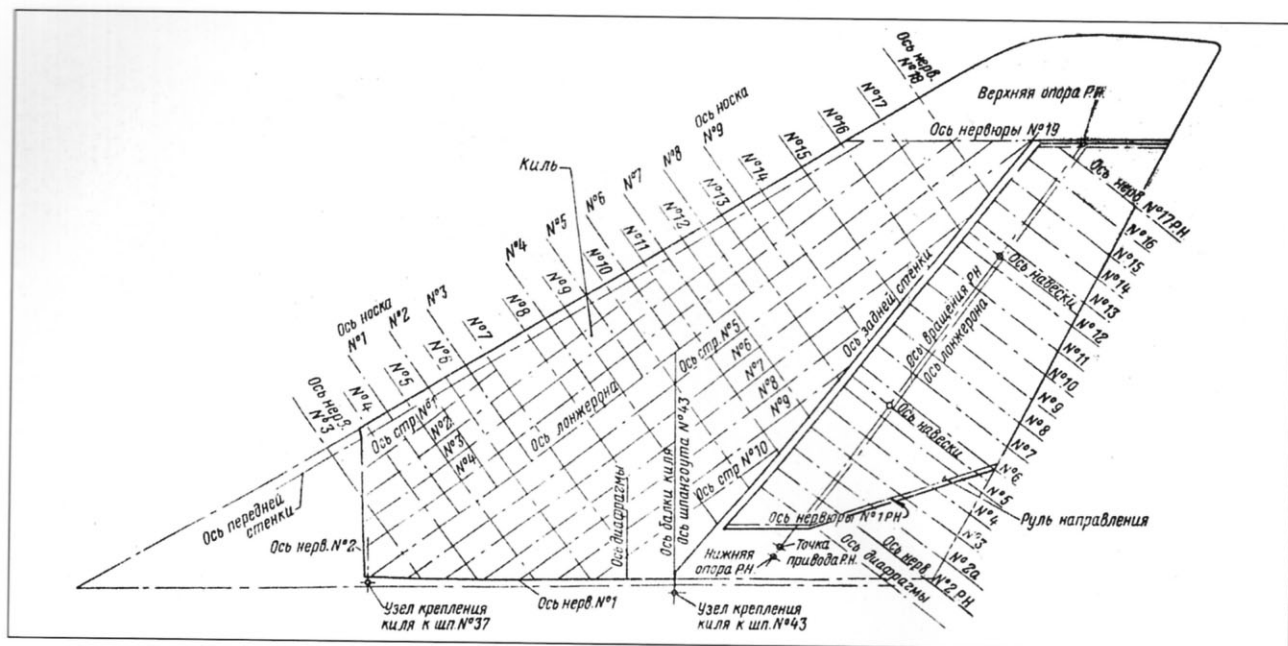 Ось нерв.
№18
№17
№16
№15
№14
Ось носка
№9
№8
№7
№6
№5
№4
№13
№12
№11
№10
№9
№8
№7
Киль
Ось носка
№1
№2
№3
Ось нерв.
№3
№4
№5
№6
Ось стр. №1
№2
№3
№4
Ось лонжерона
Ось стр. №5
№6
№7
№8
№9
Ось стр №10
Ось передней
стенки
Ось нерв. №2
Ось диафрагмы
Ось балки киля
Ось шпангоута №43
Ось задней стенки
Ось нерв. №1
Узел крепления
киля к шп. №37
Узел крепления
киля к шп. №43
Верхняя опора Р.Н.
Ось нервюры №19
Ось нерв. №17РН
№16
№15
№14
№13
№12
№11
№10
№9
№8
№7
№6
№5
№4
№3
№2а
Ось нерв. №2 РН
Ось диафрагмы
Ось навески
Ось вращения РН
Ось лонжерона
Ось навески
Руль направления
Ось нервюры №1 РН
Точка
привода Р.Н.
Нижняя
опора Р.Н.